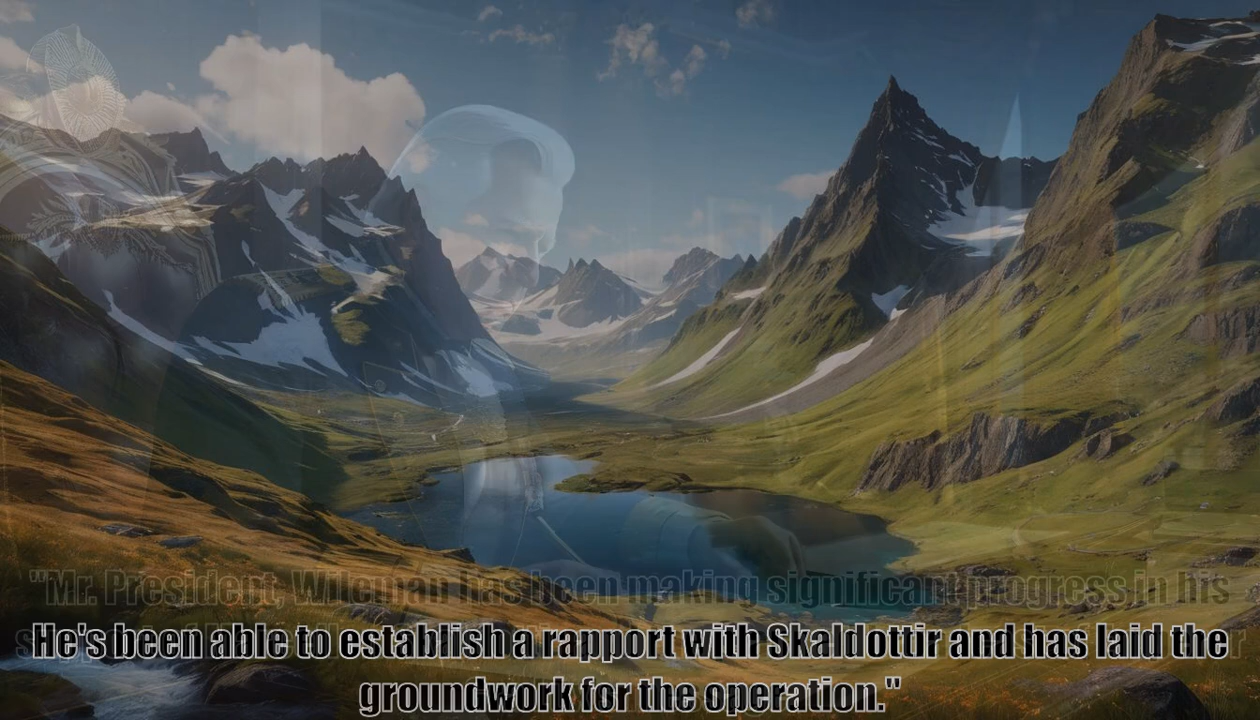 "Mr. President, Wileman has been making significant progress in his
He's been able to establish a rapport with Skaldottir and has laid the
groundwork for the operation."